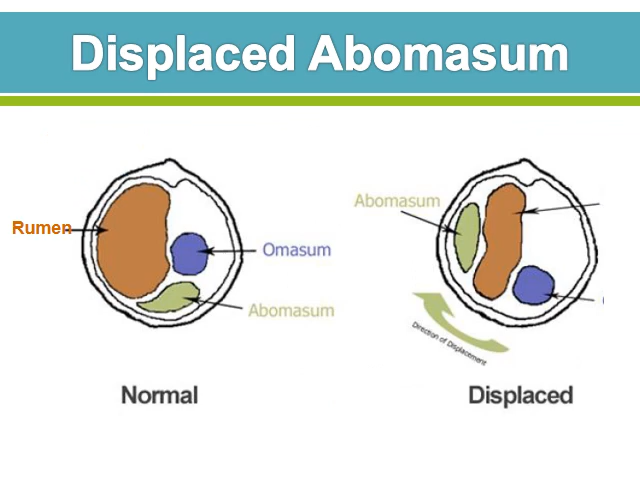 Displaced Abomasum
Rumen
Omasum
Abomasum
Normal
Abomasum
Direction of Displacement
Displaced